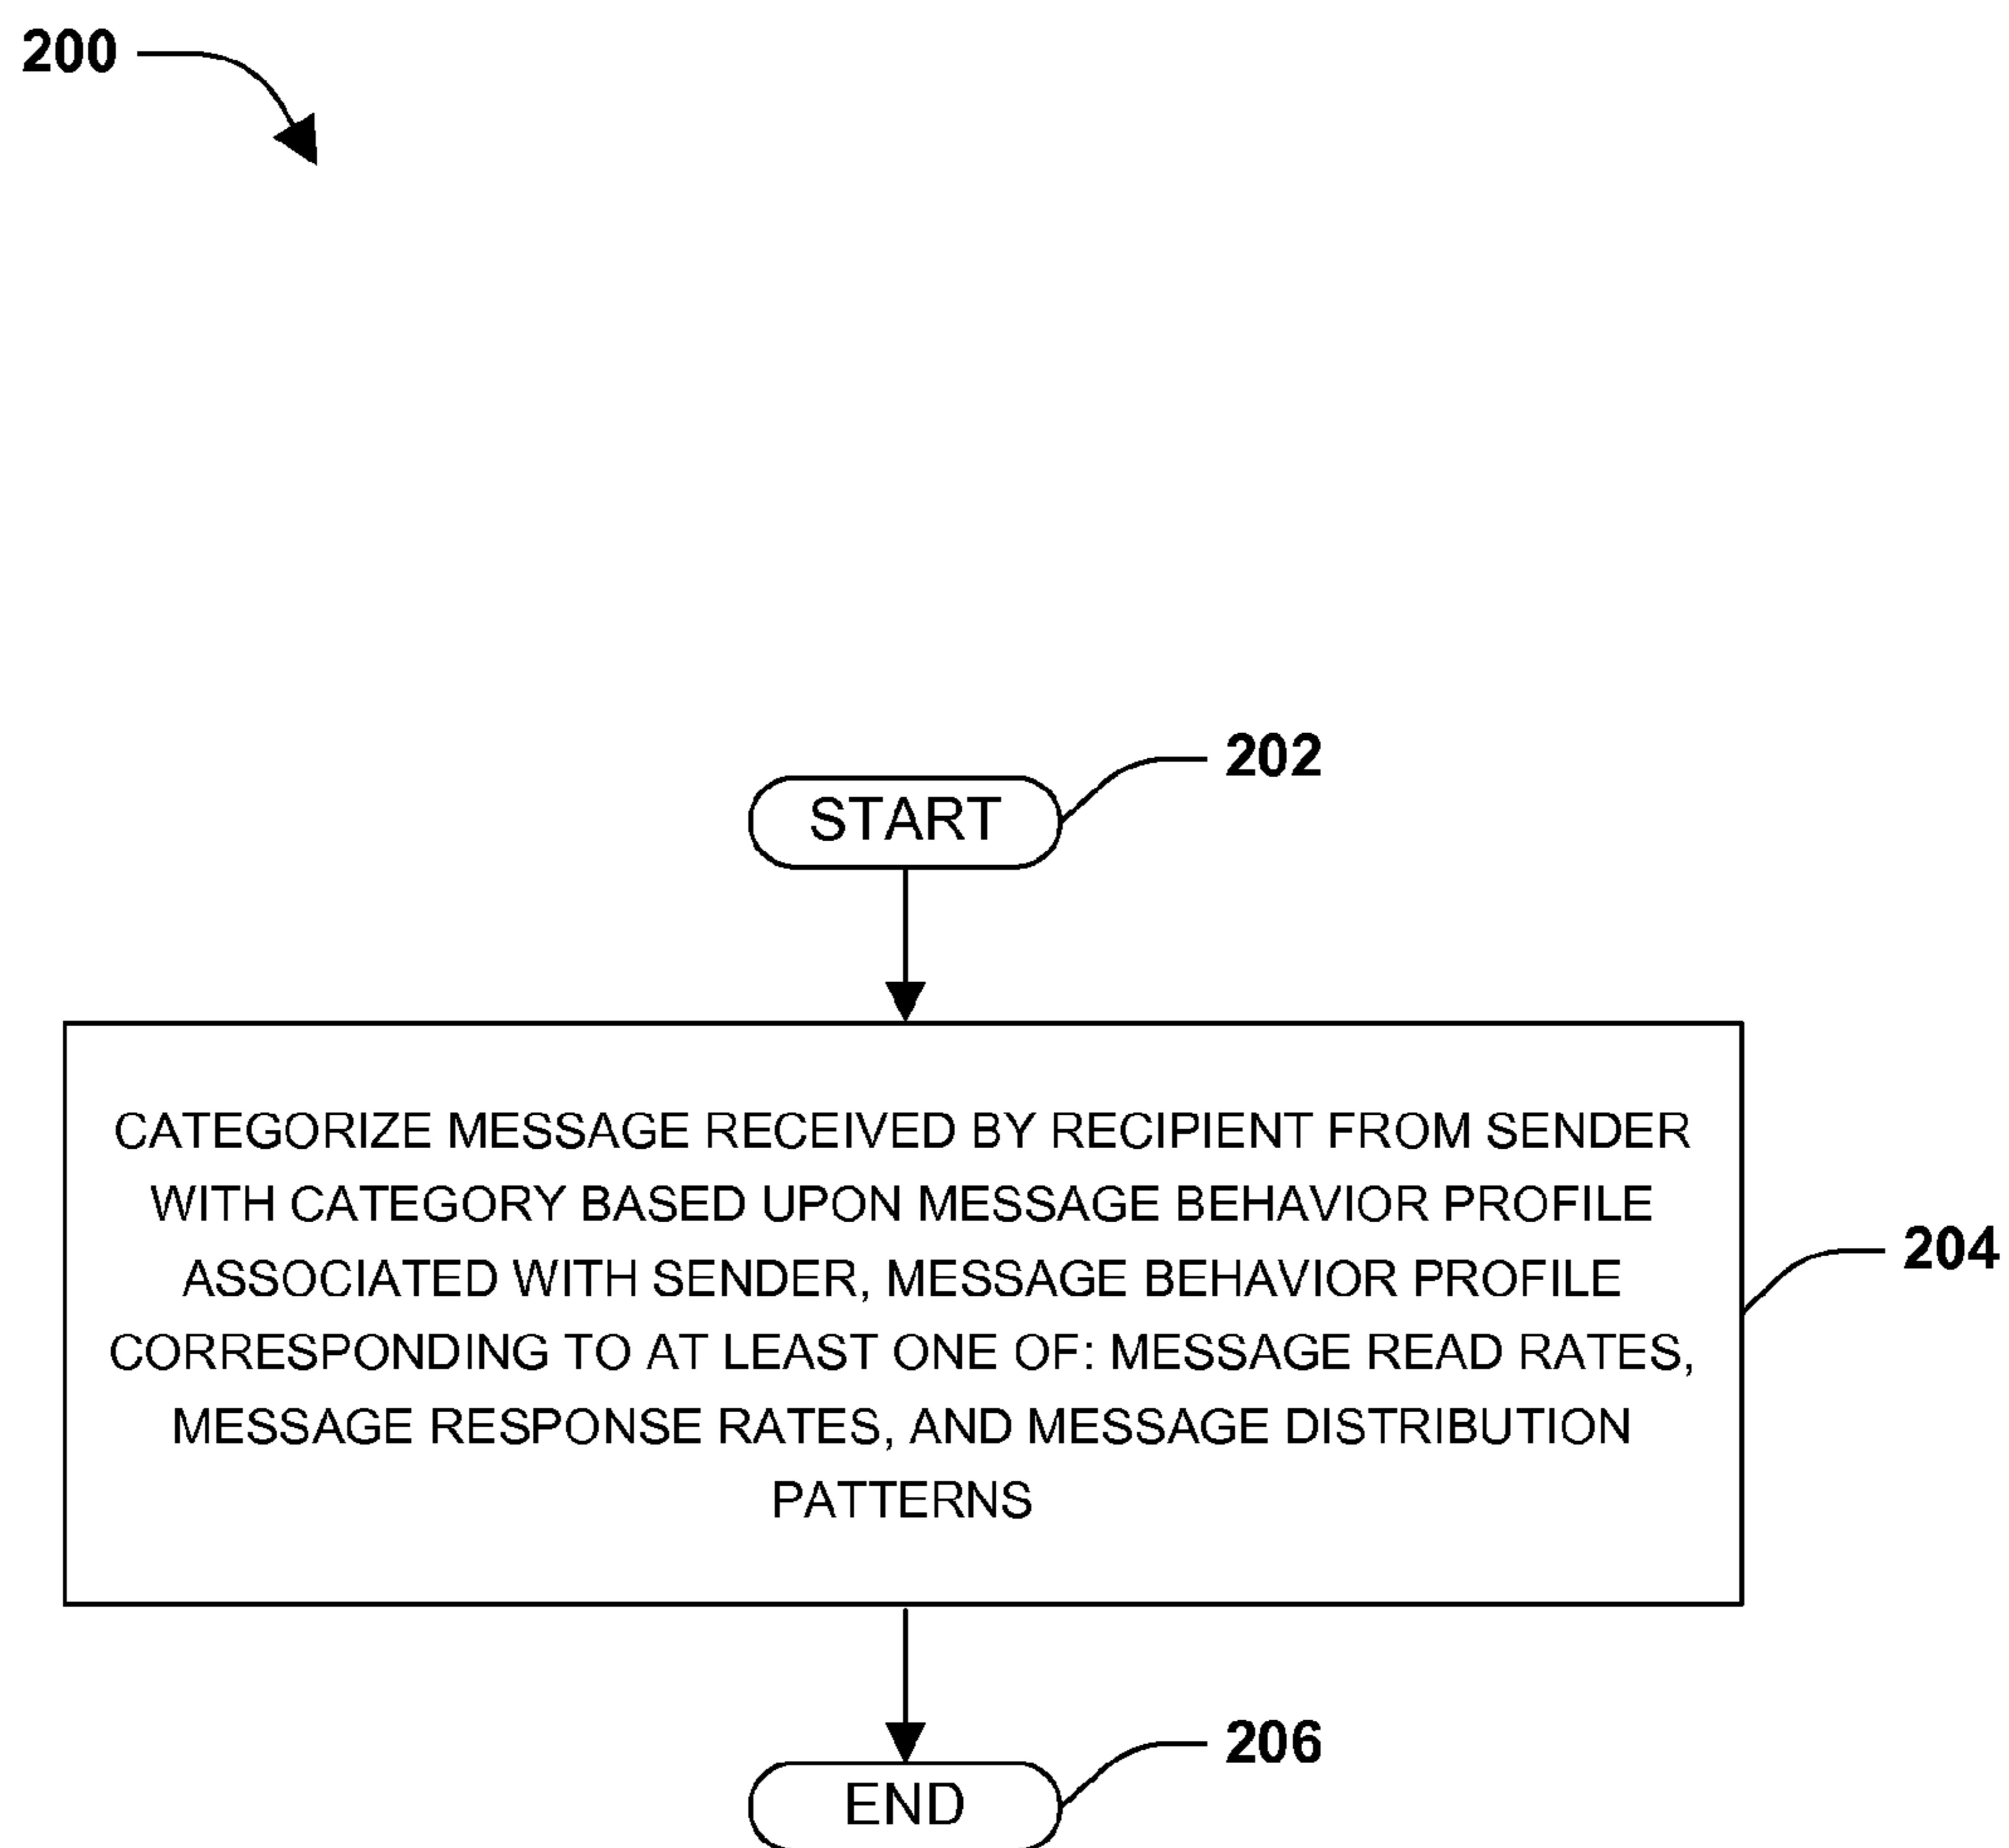 200
202
START
CATEGORIZE MESSAGE RECEIVED BY RECIPIENT FROM SENDER
WITH CATEGORY BASED UPON MESSAGE BEHAVIOR PROFILE
ASSOCIATED WITH SENDER, MESSAGE BEHAVIOR PROFILE
CORRESPONDING TO AT LEAST ONE OF: MESSAGE READ RATES,
MESSAGE RESPONSE RATES, AND MESSAGE DISTRIBUTION
PATTERNS
204
206
END